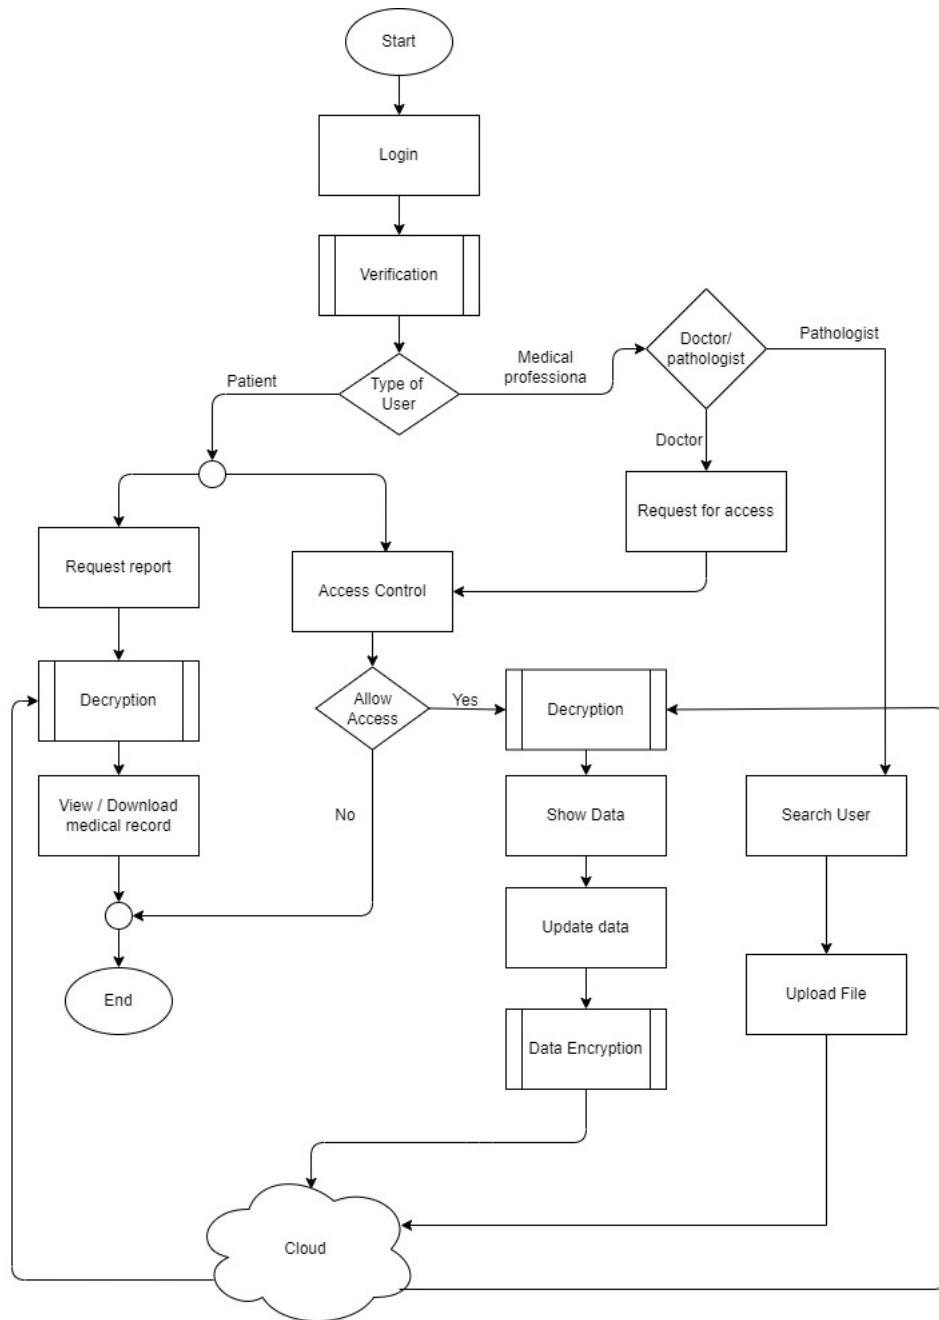 Start
Login
Verification
Type of
User
Patient
Medical
professiona
Doctor/
pathologist
Pathologist
Doctor
Request for access
Request report
Access Control
Decryption
Allow
Access
Yes
Decryption
View / Download
medical record
No
Show Data
Search User
Update data
End
Upload File
Data Encryption
Cloud